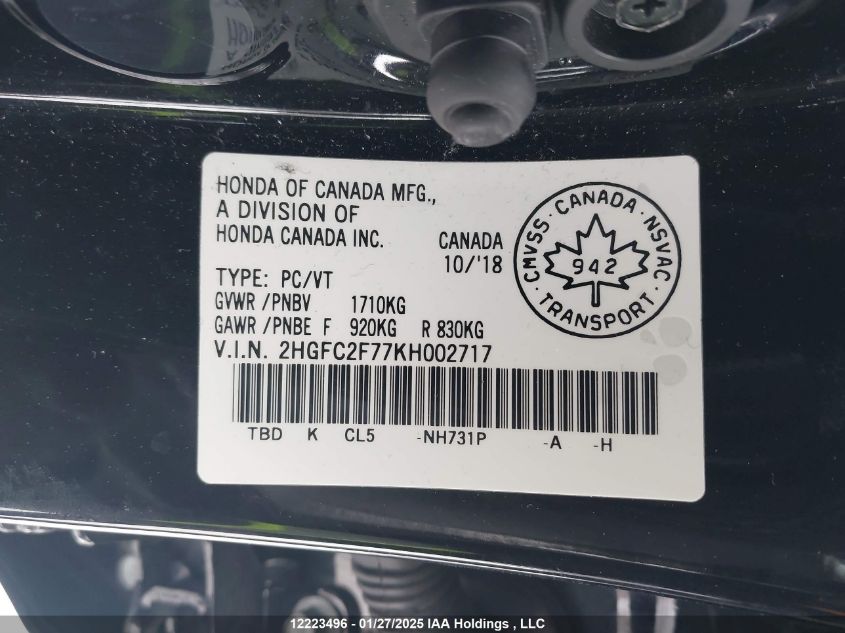 HONDA OF CANADA MFG.,
A DIVISION OF
HONDA CANADA INC. CANADA
10/'18
TYPE: PC/VT
GVWR /PNBV 1710KG
GAWR /PNBE F 920KG R 830KG
V.I.N. 2HGFC2F77KH002717
TBD K CL5 -NH731P -A -H
CMVSS · CANADA · NSVAC
942
· TRANSPORT ·
12223496 - 01/27/2025 IAA Holdings , LLC